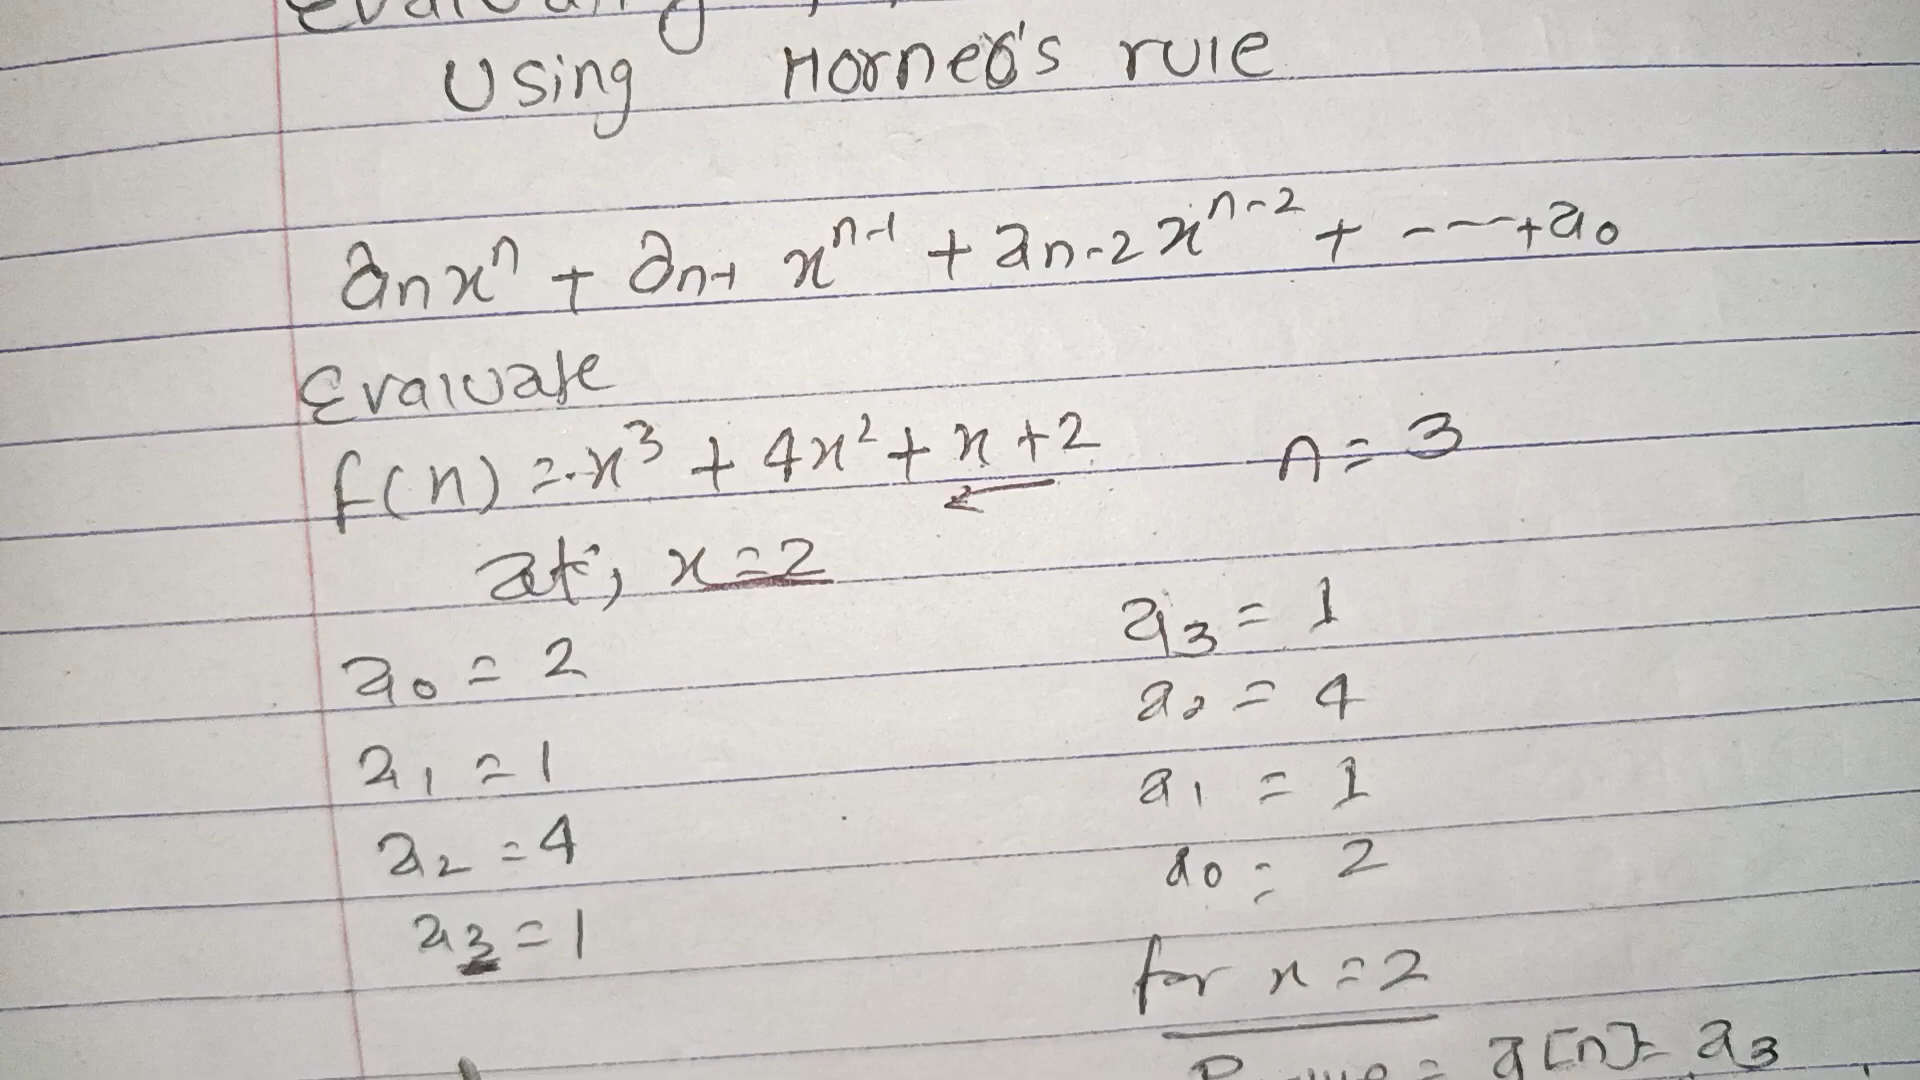 Using Horner's rule
anxⁿ + an-1 xⁿ⁻¹ + an-2 xⁿ⁻² + ---- + a0
Evaluate
f(n) = x³ + 4x² + x + 2 n = 3
at, x = 2
a0 = 2
a1 = 1
a2 = 4
a3 = 1
a3 = 1
a2 = 4
a1 = 1
a0 = 2
for x = 2
= a[n] = a3